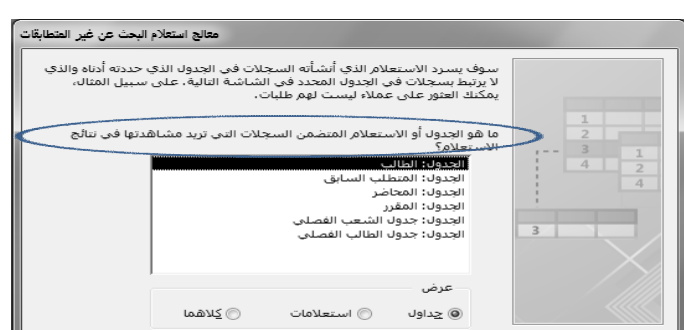 معالج استعلام البحث عن غير المتطابقات
سوف يسرد الاستعلام الذي أنشأته السجلات في الجدول الذي حددته أدناه والذي
لا يرتبط بسجلات في الجدول المحدد في الشاشة التالية. على سبيل المثال،
يمكنك العثور على عملاء ليست لهم طلبات.
ما هو الجدول أو الاستعلام المتضمن السجلات التي تريد مشاهدتها في نتائج
الاستعلام؟
الجدول: الطالب
الجدول: المتطلب السابق
الجدول: المحاضر
الجدول: المقرر
الجدول: جدول الشعب الفصلي
الجدول: جدول الطالب الفصلي
عرض
جداول
استعلامات
كلاهما
1
2
3
4
1
2
4
3